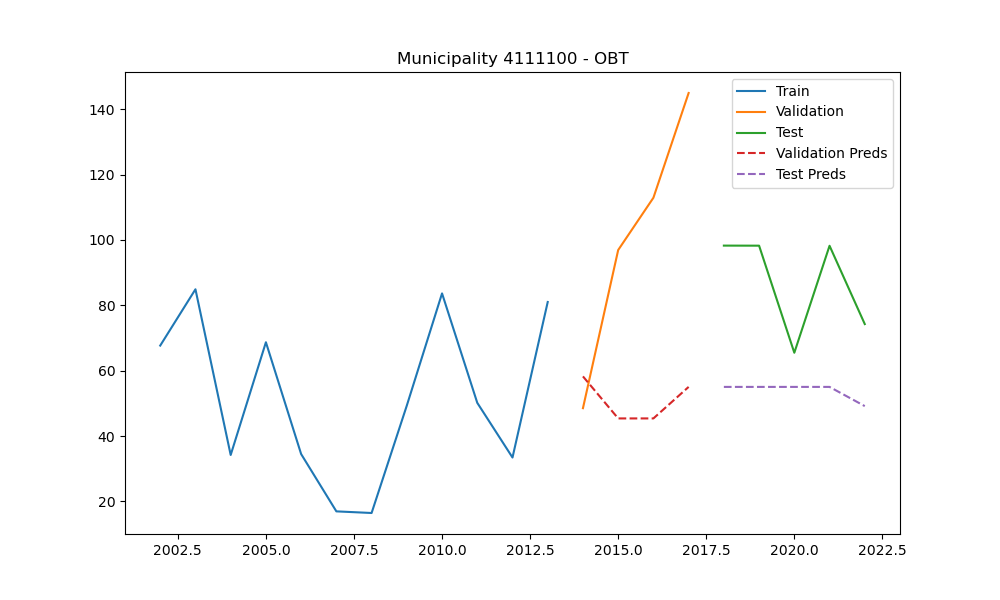 Municipality 4111100 - OBT
Train
Validation
Test
Validation Preds
Test Preds
140
120
100
80
60
40
20
2002.5 2005.0 2007.5 2010.0 2012.5 2015.0 2017.5 2020.0 2022.5